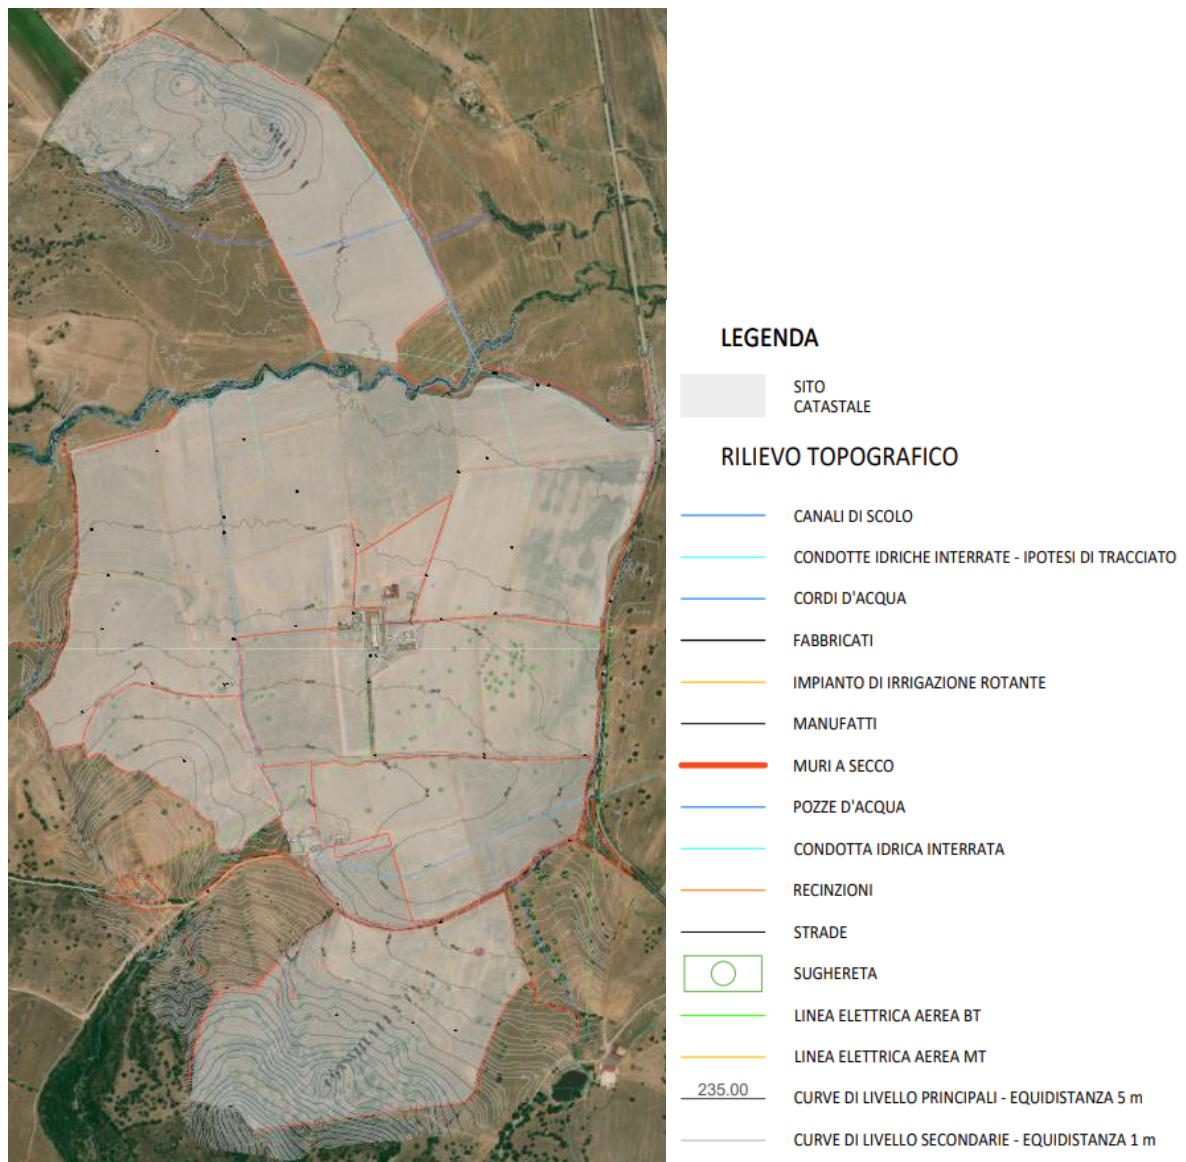 LEGENDA
SITO
CATASTALE
RILIEVO TOPOGRAFICO
CANALI DI SCOLO
CONDOTTE IDRICHE INTERRATE - IPOTESI DI TRACCIATO
CORDI D'ACQUA
FABBRICATI
IMPIANTO DI IRRIGAZIONE ROTANTE
MANUFATTI
MURI A SECCO
POZZE D'ACQUA
CONDOTTA IDRICA INTERRATA
RECINZIONI
STRADE
SUGHERETA
LINEA ELETTRICA AEREA BT
LINEA ELETTRICA AEREA MT
235.00
CURVE DI LIVELLO PRINCIPALI - EQUIDISTANZA 5 m
CURVE DI LIVELLO SECONDARIE - EQUIDISTANZA 1 m